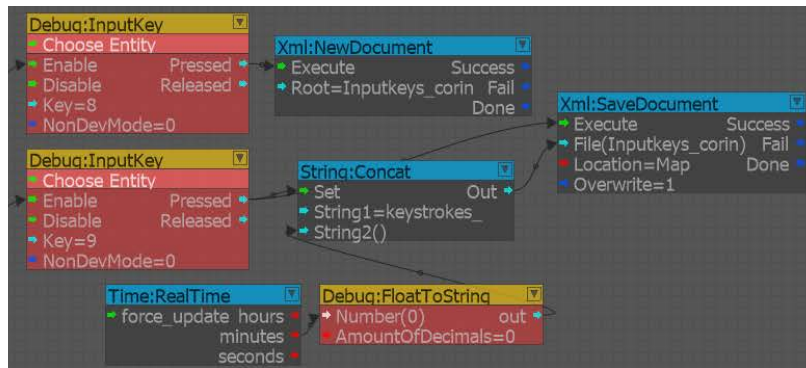 Debug:InputKey
Choose Entity
Enable Pressed
Disable Released
Key=8
NonDevMode=0
Xml:NewDocument
Execute Success
Root=Inputkeys_corin Fail
Done
Xml:SaveDocument
Execute Success
File(Inputkeys_corin) Fail
Location=Map Done
Overwrite=1
Debug:InputKey
Choose Entity
Enable Pressed
Disable Released
Key=9
NonDevMode=0
String:Concat
Set Out
String1=keystrokes_
String2()
Time:RealTime
force_update hours
minutes
seconds
Debug:FloatToString
Number(0) out
AmountOfDecimals=0